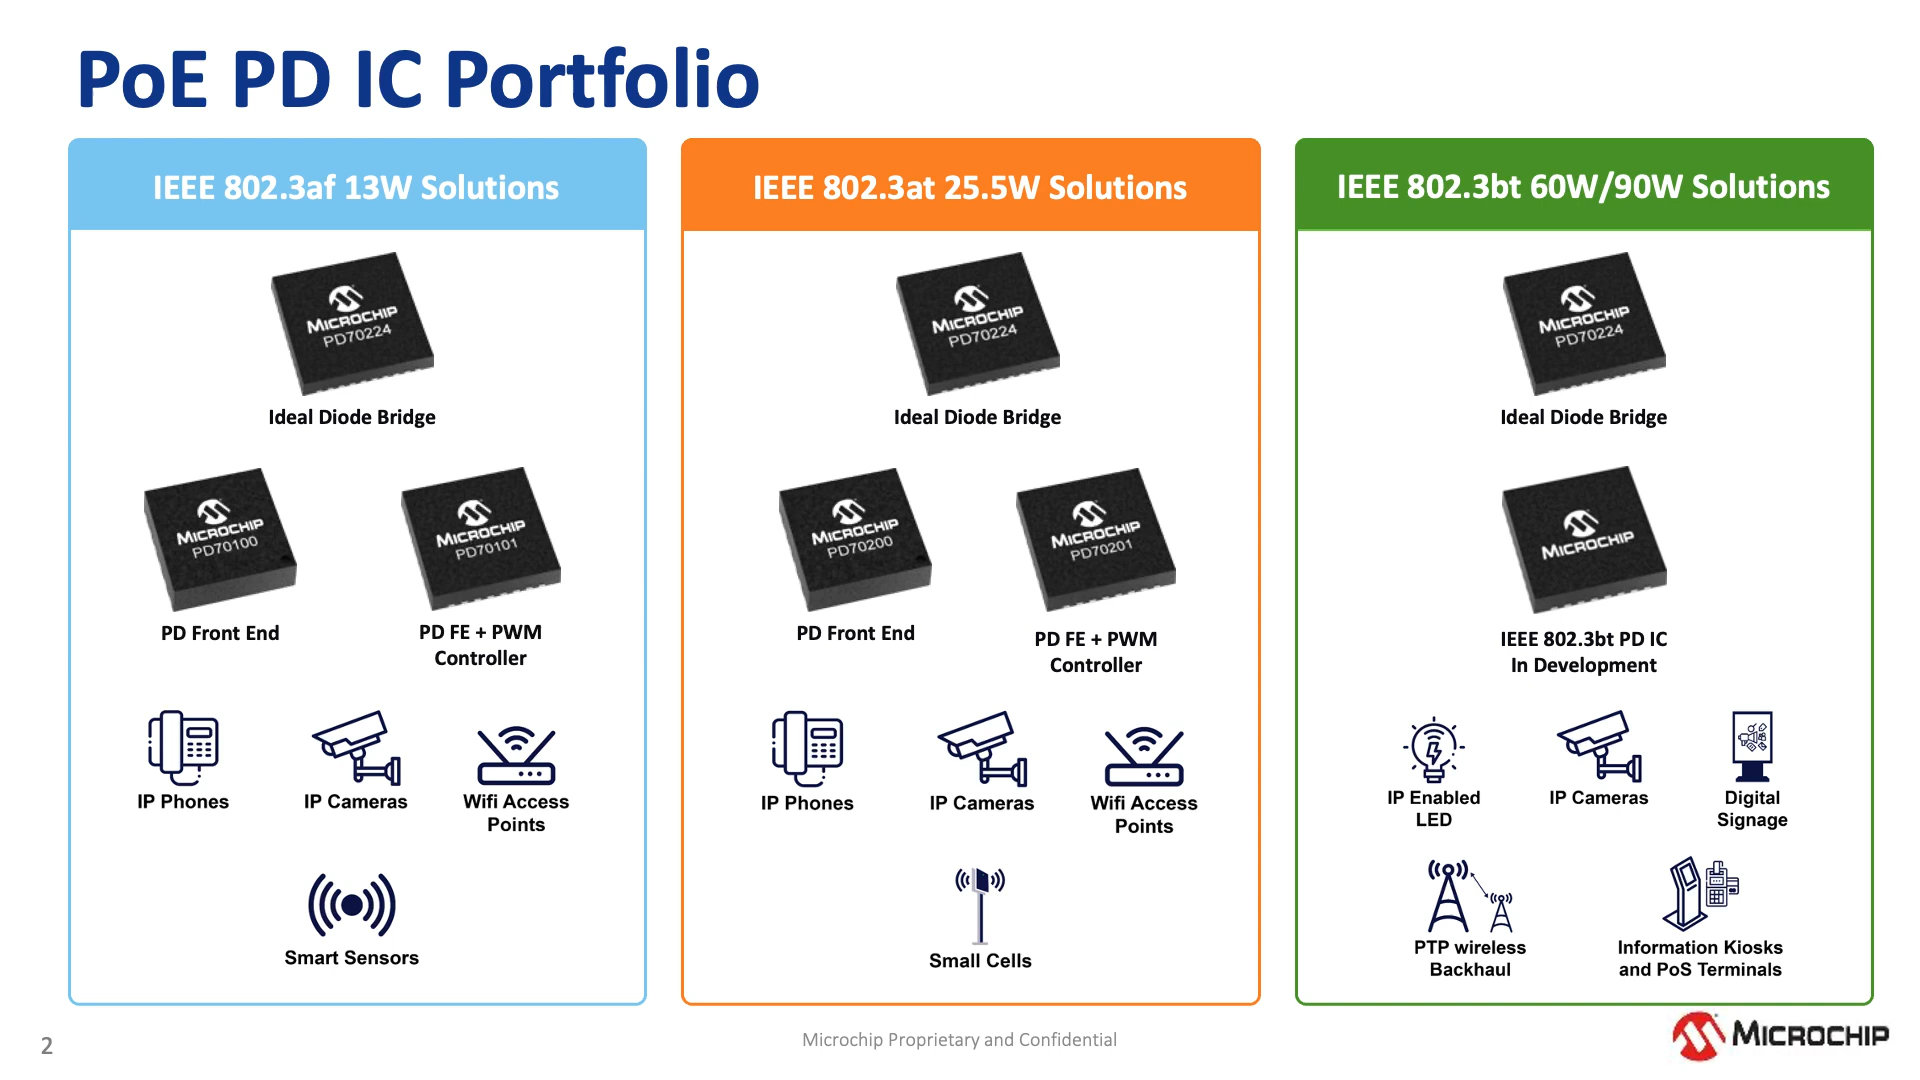 PoE PD IC Portfolio
IEEE 802.3af 13W Solutions
MICROCHIP
PD70224
Ideal Diode Bridge
MICROCHIP
PD70100
PD Front End
MICROCHIP
PD70101
PD FE + PWM
Controller
IP Phones
IP Cameras
Wifi Access
Points
Smart Sensors
IEEE 802.3at 25.5W Solutions
MICROCHIP
PD70224
Ideal Diode Bridge
MICROCHIP
PD70200
PD Front End
MICROCHIP
PD70201
PD FE + PWM
Controller
IP Phones
IP Cameras
Wifi Access
Points
Small Cells
IEEE 802.3bt 60W/90W Solutions
MICROCHIP
PD70224
Ideal Diode Bridge
MICROCHIP
IEEE 802.3bt PD IC
In Development
IP Enabled
LED
IP Cameras
Digital
Signage
PTP wireless
Backhaul
Information Kiosks
and PoS Terminals
2
Microchip Proprietary and Confidential
MICROCHIP